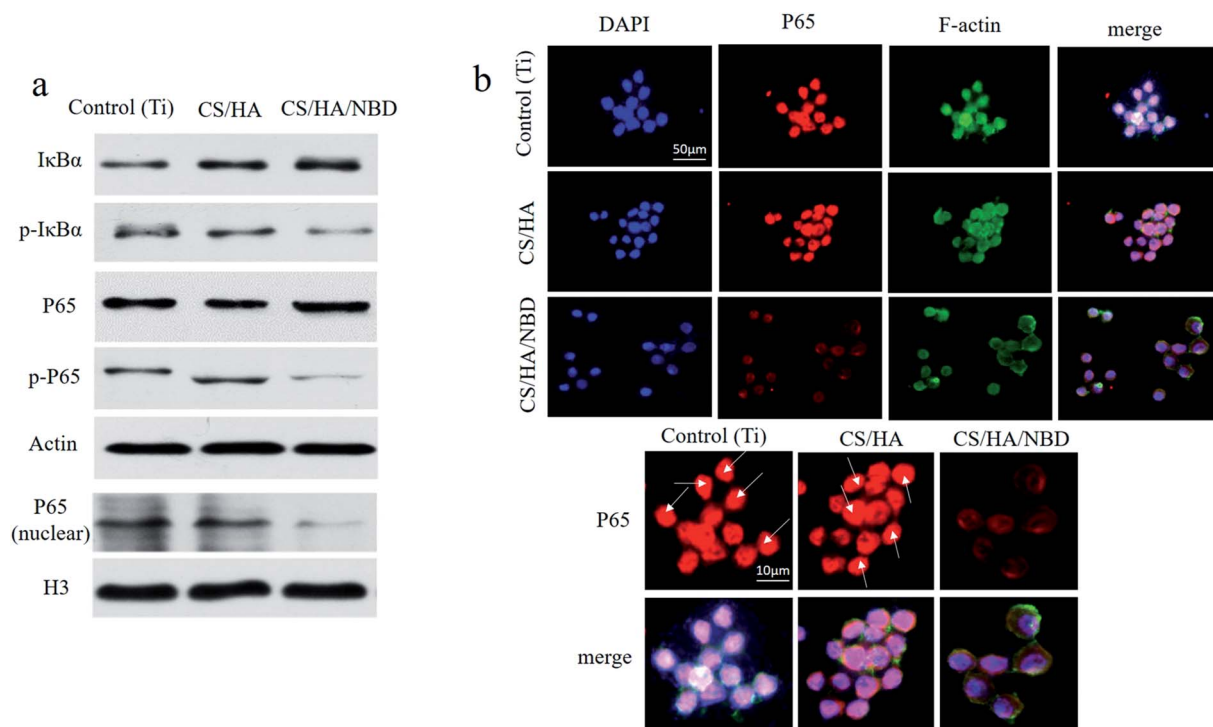 a
Control (Ti) CS/HA CS/HA/NBD
IκBα
p-IκBα
P65
p-P65
Actin
P65
(nuclear)
H3
b
DAPI P65 F-actin merge
Control (Ti)
50μm
CS/HA
CS/HA/NBD
Control (Ti) CS/HA CS/HA/NBD
P65
10μm
merge